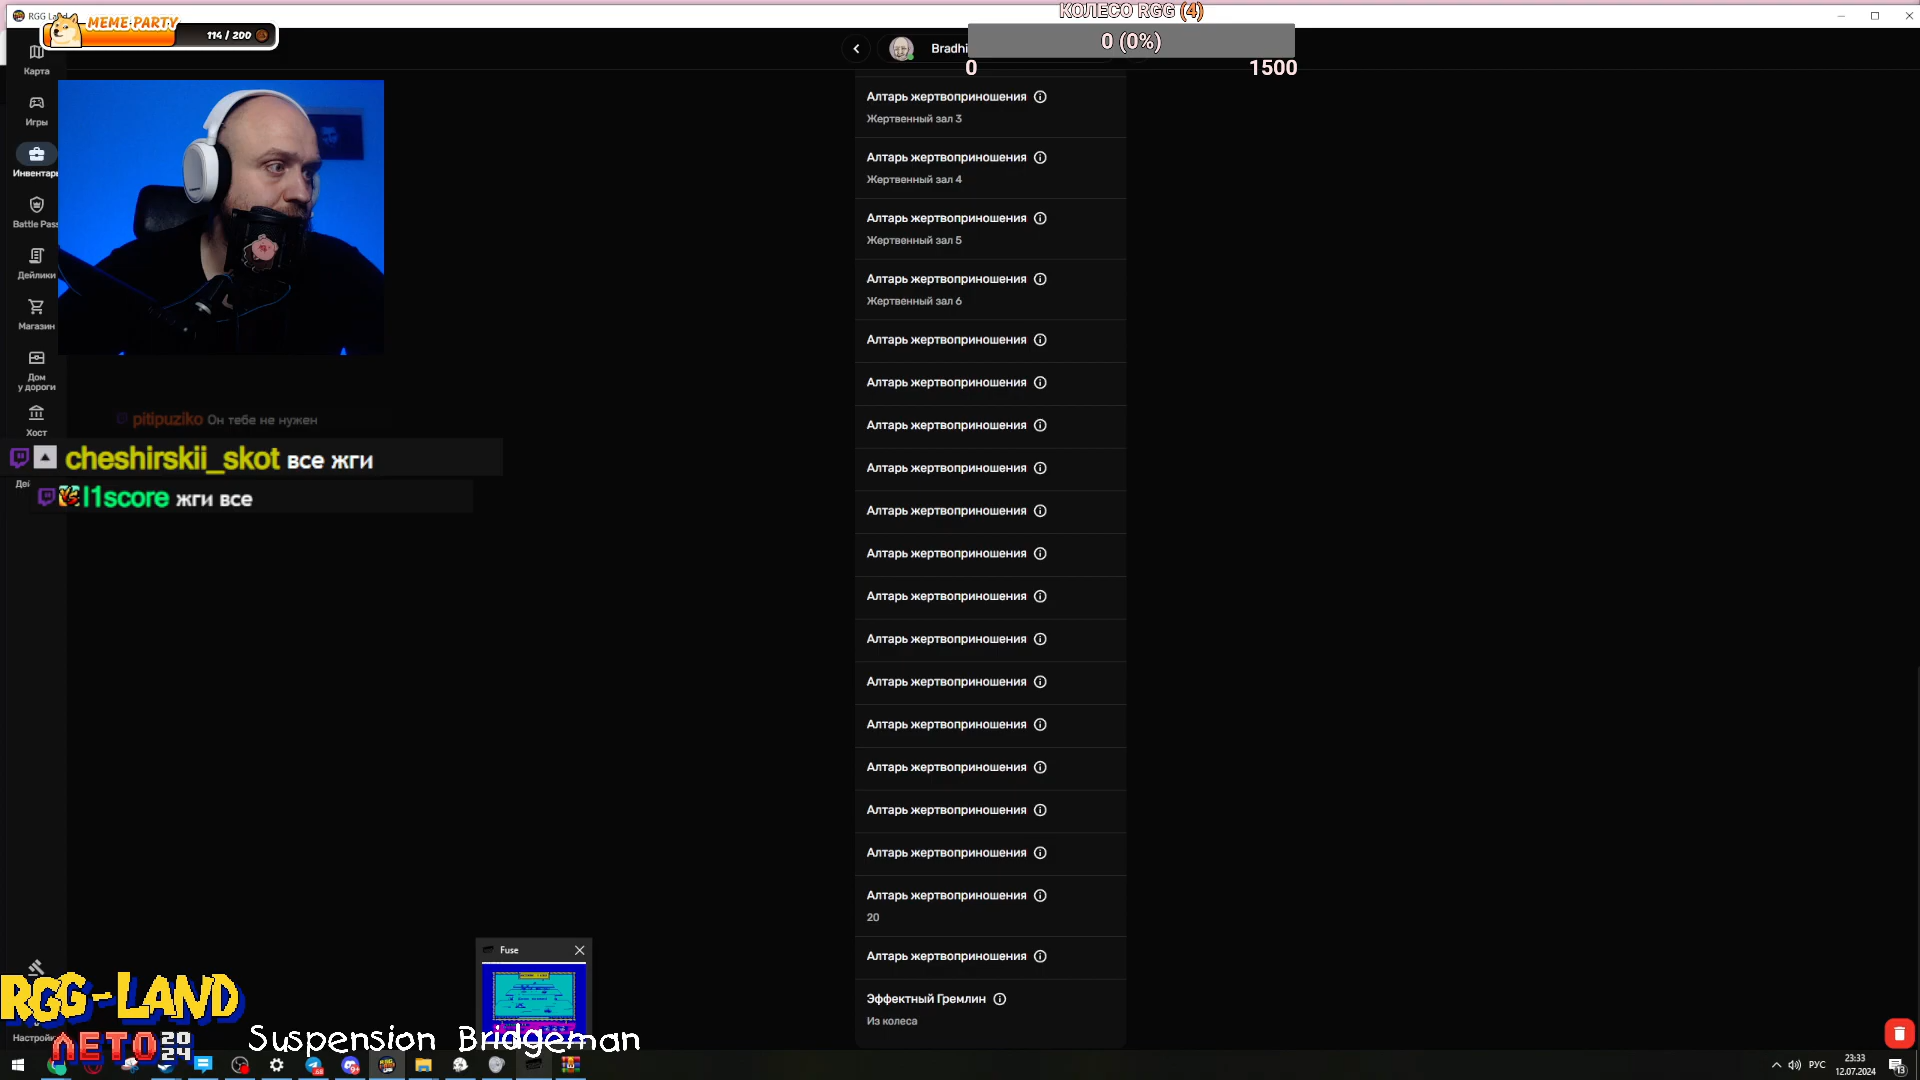 RGG Land
MEME PARTY
114 / 200
КОЛЕСО RGG (4)
0 (0%)
0
1500
Bradhi
Карта
Игры
Инвентарь
Battle Pass
Дейлики
Магазин
Дом
у дороги
Хост
Алтарь жертвоприношения
Жертвенный зал 3
Алтарь жертвоприношения
Жертвенный зал 4
Алтарь жертвоприношения
Жертвенный зал 5
Алтарь жертвоприношения
Жертвенный зал 6
Алтарь жертвоприношения
Алтарь жертвоприношения
Алтарь жертвоприношения
Алтарь жертвоприношения
Алтарь жертвоприношения
Алтарь жертвоприношения
Алтарь жертвоприношения
Алтарь жертвоприношения
Алтарь жертвоприношения
Алтарь жертвоприношения
Алтарь жертвоприношения
Алтарь жертвоприношения
Алтарь жертвоприношения
Алтарь жертвоприношения
20
Алтарь жертвоприношения
Эффектный Гремлин
Из колеса
pitipuziko Он тебе не нужен
cheshirskii_skot все жги
l1score жги все
Fuse
RGG-LAND
ЛЕТО 2024
Suspension Bridgeman
РУС
23:33
12.07.2024
13